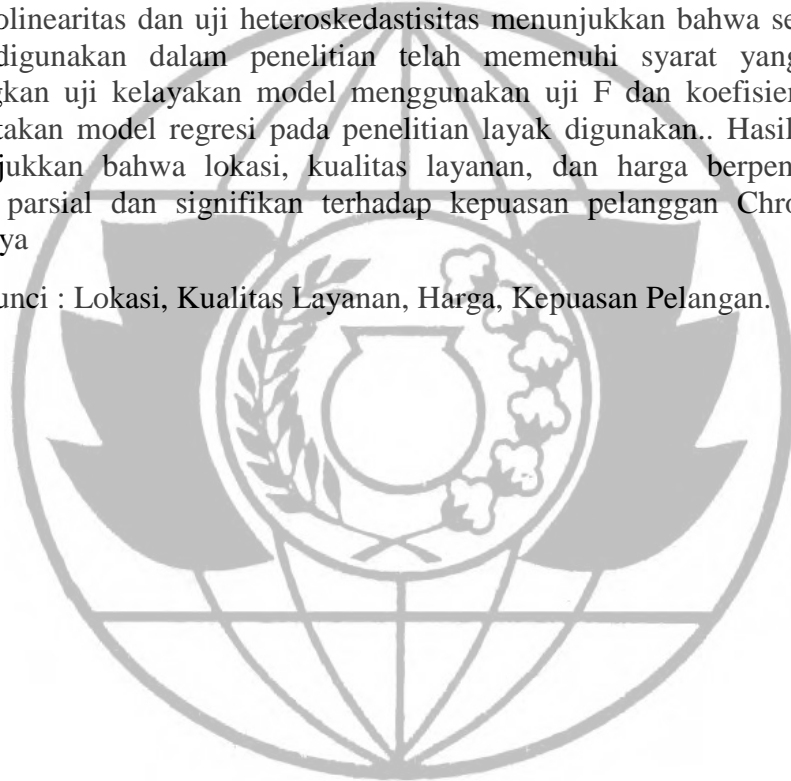 olinearitas dan uji heteroskedastisitas menunjukkan bahwa se
digunakan dalam penelitian telah memenuhi syarat yang
gkan uji kelayakan model menggunakan uji F dan koefisien
takan model regresi pada penelitian layak digunakan.. Hasil
jukkan bahwa lokasi, kualitas layanan, dan harga berpen
parsial dan signifikan terhadap kepuasan pelanggan Chro
ya
unci : Lokasi, Kualitas Layanan, Harga, Kepuasan Pelangan.